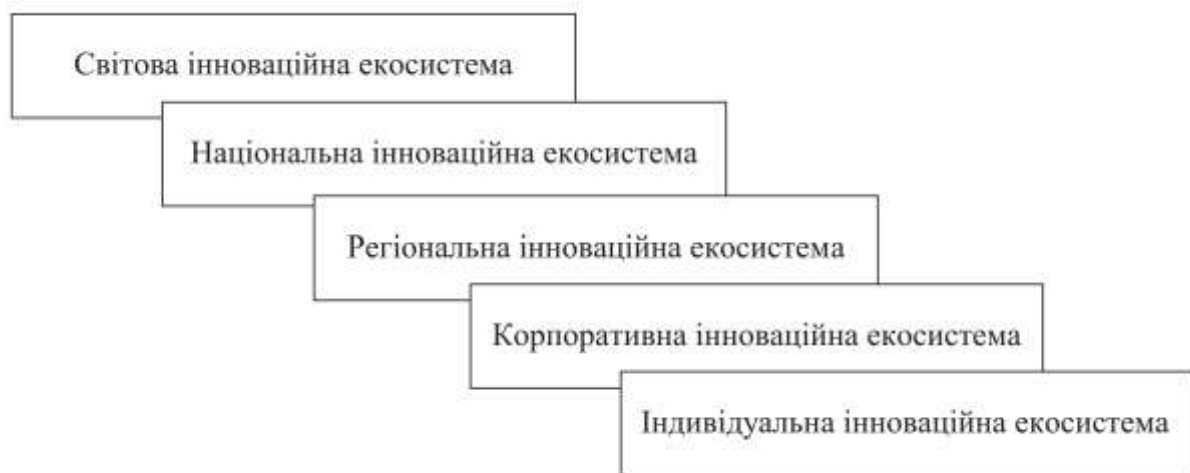 Світова інноваційна екосистема
Національна інноваційна екосистема
Регіональна інноваційна екосистема
Корпоративна інноваційна екосистема
Індивідуальна інноваційна екосистема